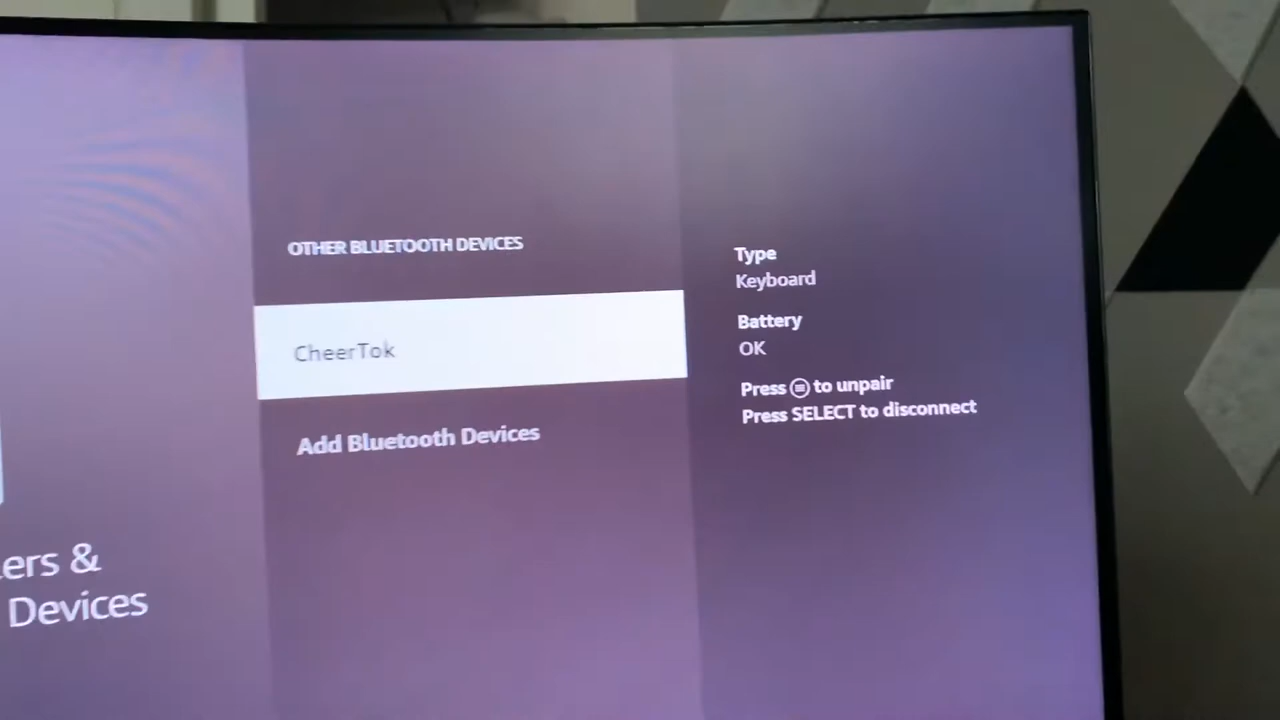 OTHER BLUETOOTH DEVICES
CheerTok
Add Bluetooth Devices
Type
Keyboard
Battery
OK
Press to unpair
Press SELECT to disconnect
ers &
Devices